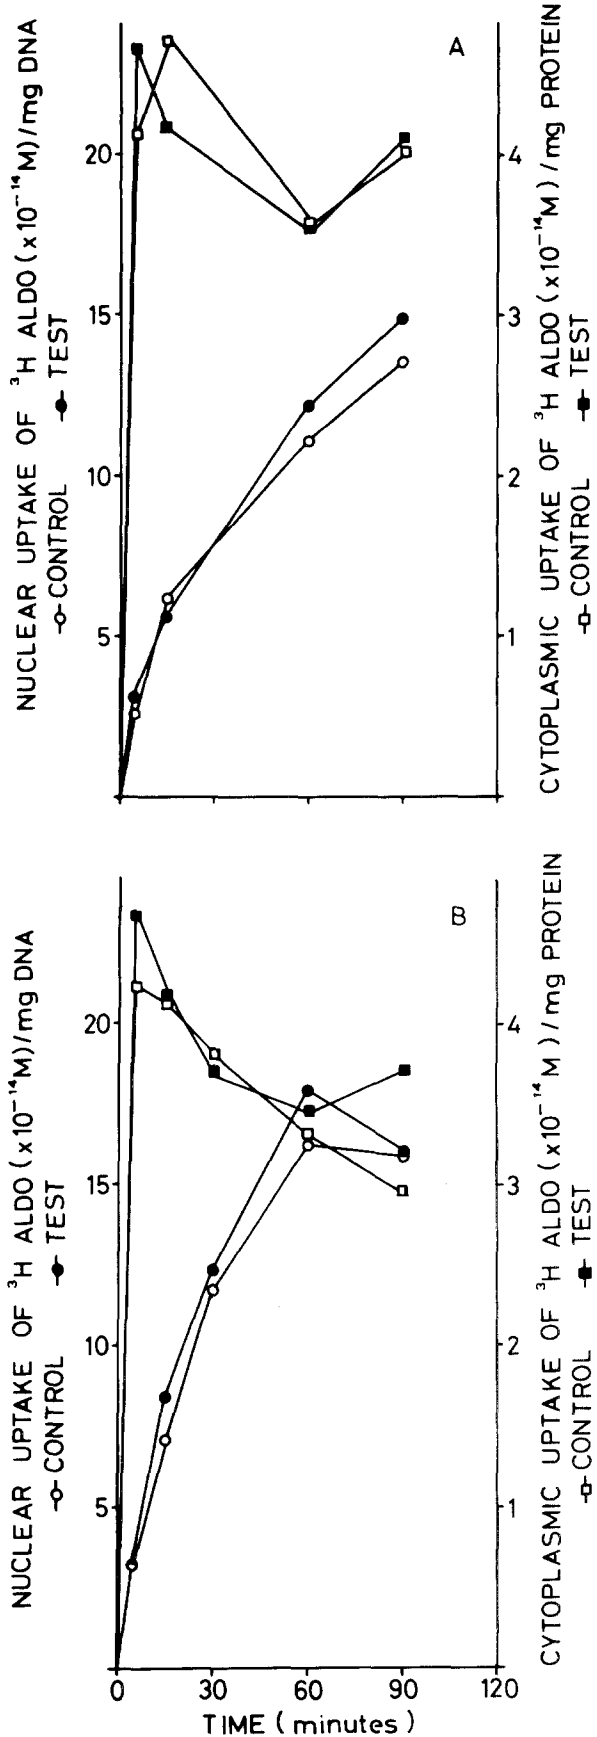 A
NUCLEAR UPTAKE OF ³H ALDO (x10⁻¹⁴M)/mg DNA
CONTROL TEST
20
15
10
5
4
3
2
1
CYTOPLASMIC UPTAKE OF ³H ALDO (x10⁻¹⁴M)/mg PROTEIN
CONTROL TEST
B
NUCLEAR UPTAKE OF ³H ALDO (x10⁻¹⁴M)/mg DNA
CONTROL TEST
20
15
10
5
4
3
2
1
CYTOPLASMIC UPTAKE OF ³H ALDO (x10⁻¹⁴M)/mg PROTEIN
CONTROL TEST
0 30 60 90 120
TIME (minutes)